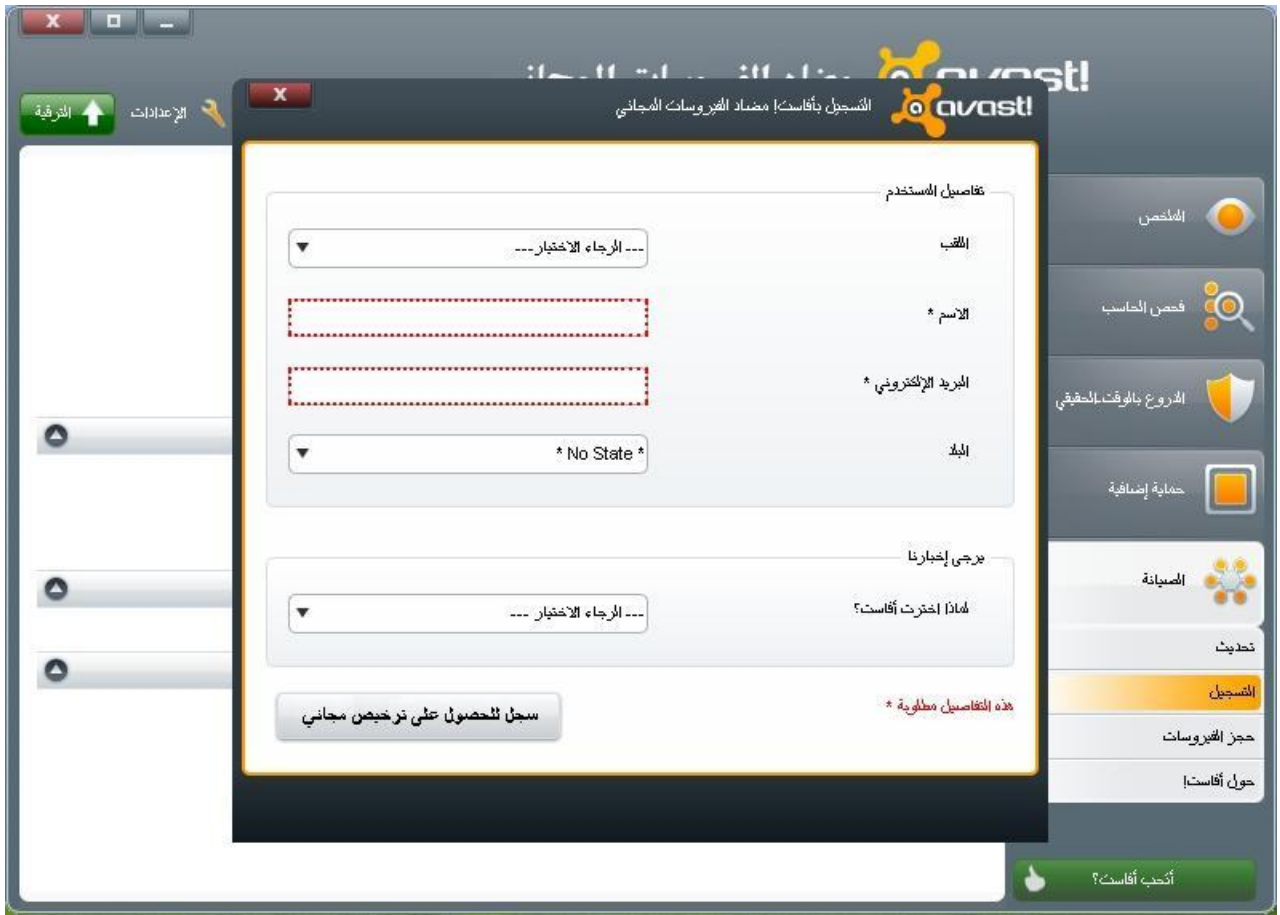 avast!
الترقية
الإعدادات
avast! التسجيل بأفاست! مضاد الفيروسات المجاني
تفاصيل المستخدم
اللقب
--- الرجاء الاختيار ---
الاسم *
البريد الإلكتروني *
البلد
* No State *
يرجى إخبارنا
لماذا اخترت أفاست؟
--- الرجاء الاختيار ---
هذه التفاصيل مطلوبة *
سجل للحصول على ترخيص مجاني
الملخص
فحص الحاسب
الدروع بالوقت الحقيقي
حماية إضافية
الصيانة
تحديث
التسجيل
حجز الفيروسات
حول أفاست!
أتحب أفاست؟